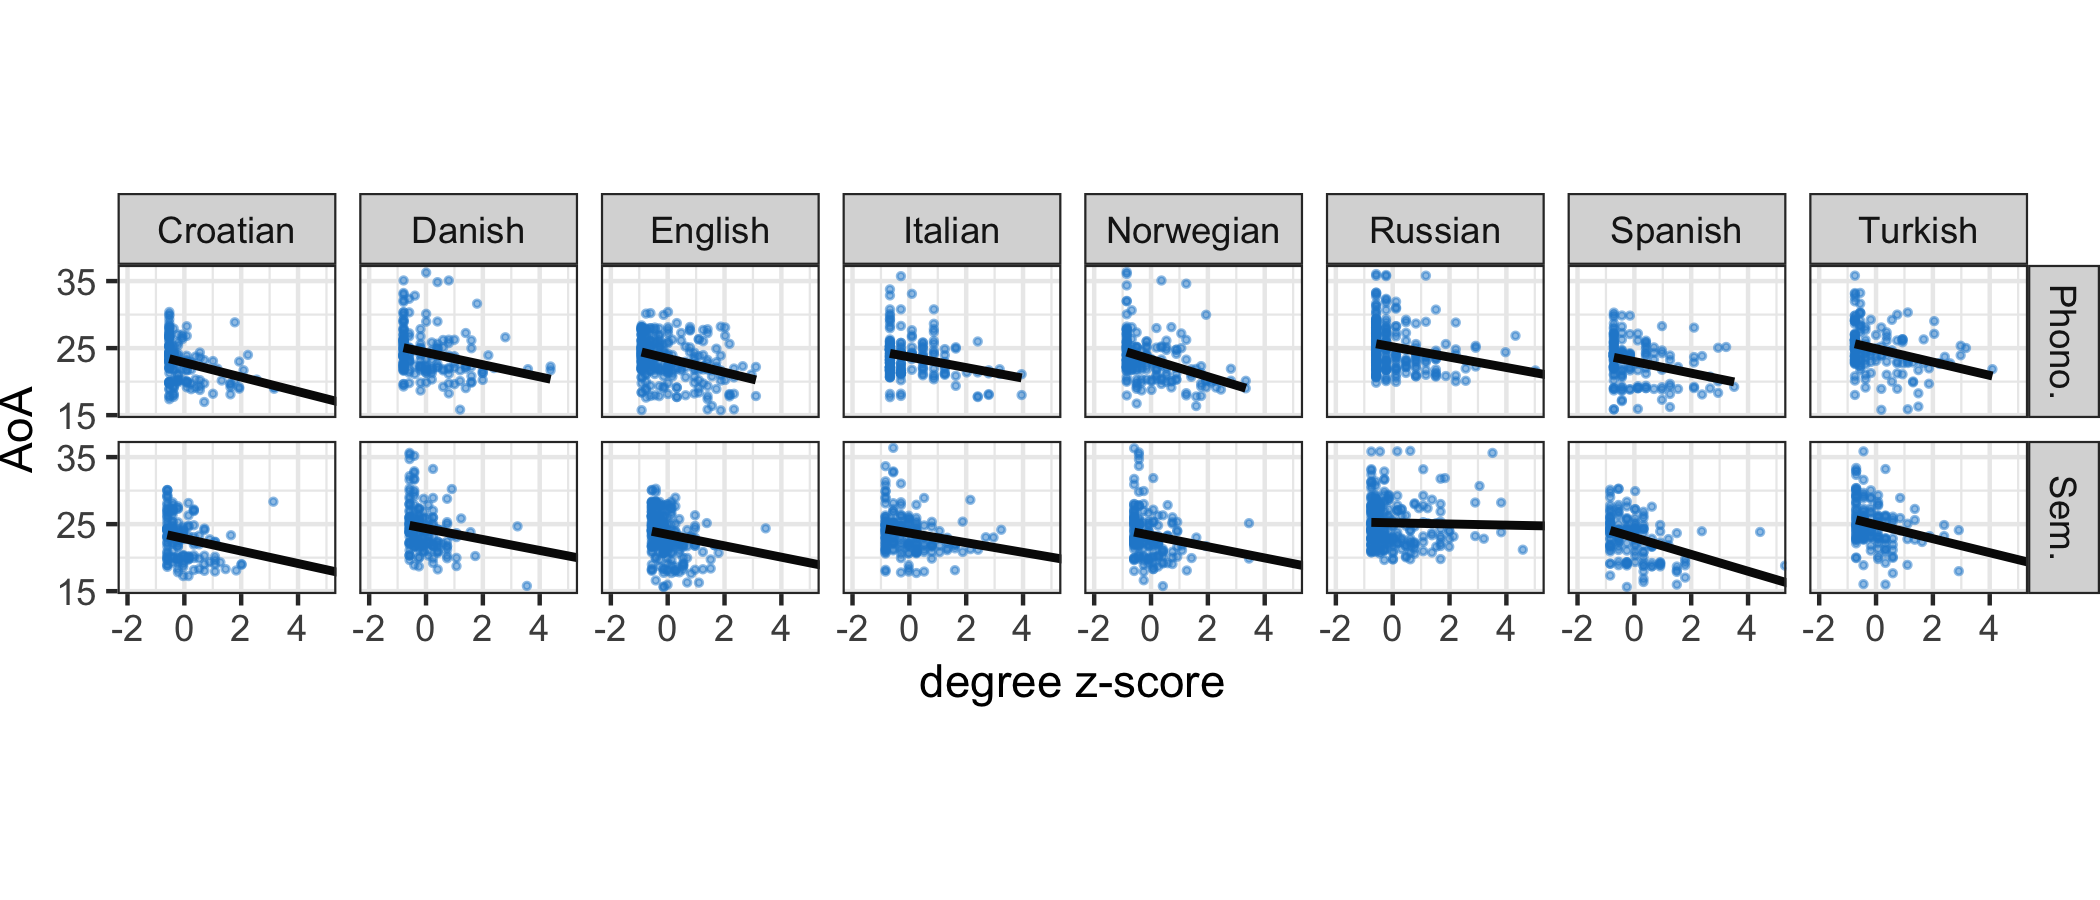 Croatian Danish English Italian Norwegian Russian Spanish Turkish
35
25
15
Phono.
AoA
35
25
15
Sem.
-2 0 2 4 -2 0 2 4 -2 0 2 4 -2 0 2 4 -2 0 2 4 -2 0 2 4 -2 0 2 4 -2 0 2 4
degree z-score